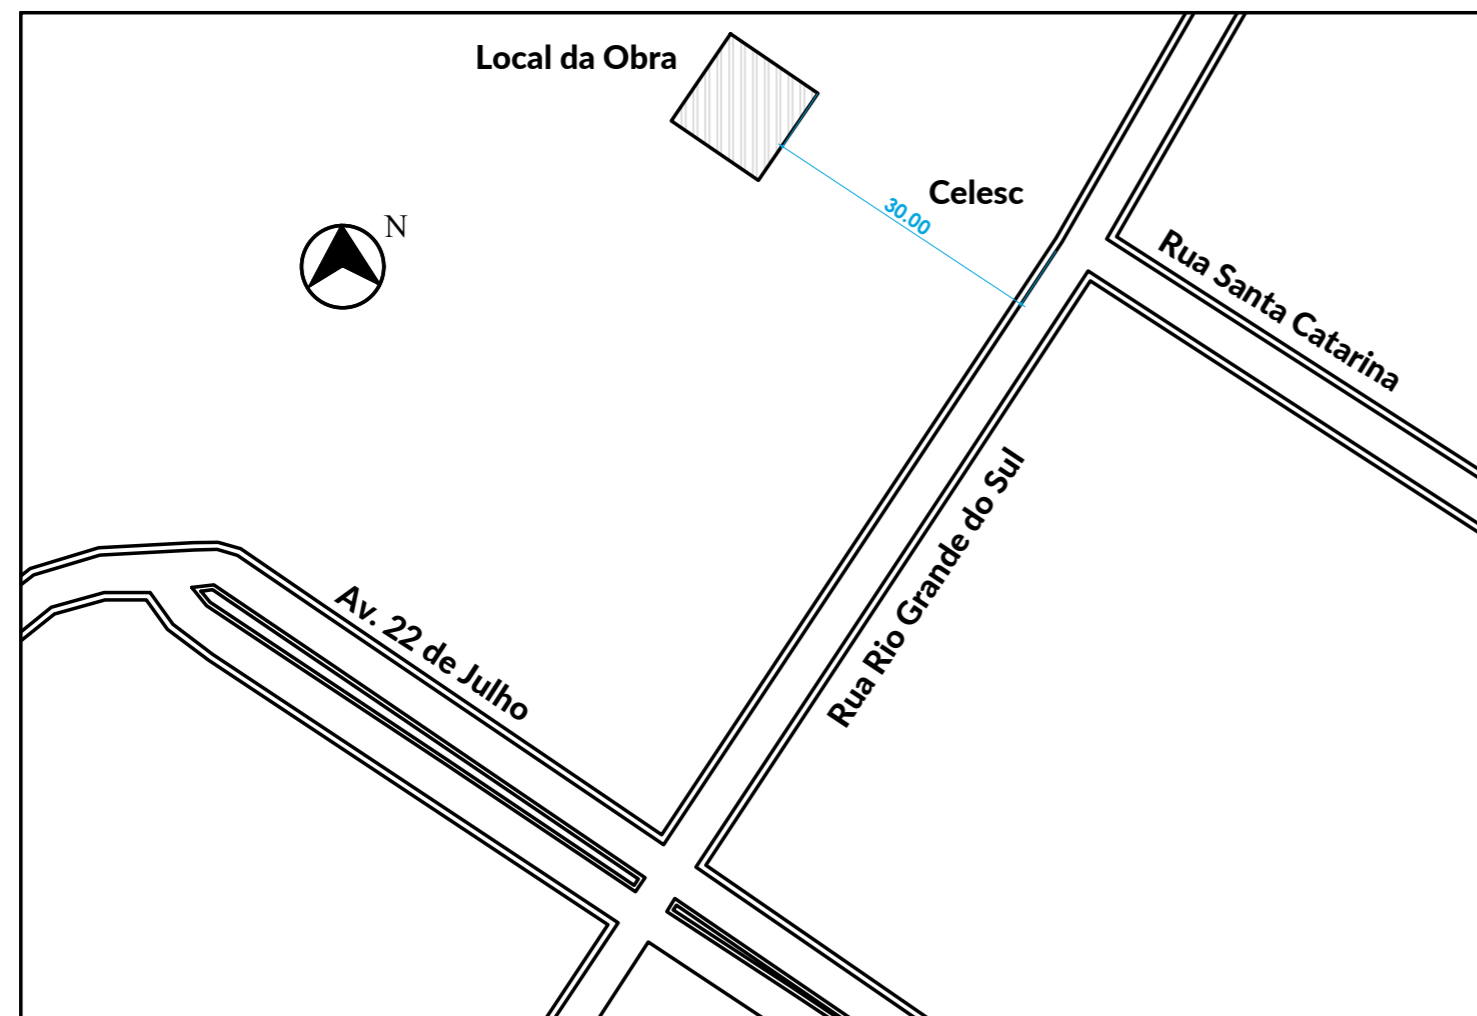 Local da Obra
Celesc
30.00
N
Rua Santa Catarina
Rua Rio Grande do Sul
Av. 22 de Julho